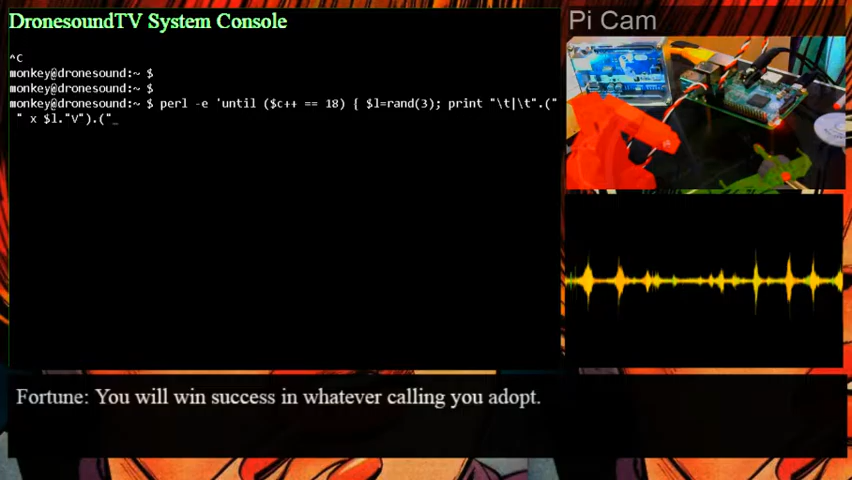 DronesoundTV System Console
Pi Cam
^C
monkey@dronesound:~ $
monkey@dronesound:~ $
monkey@dronesound:~ $ perl -e 'until ($c++ == 18) { $l=rand(3); print "\t|\t".("
" x $l."V").("_
Fortune: You will win success in whatever calling you adopt.